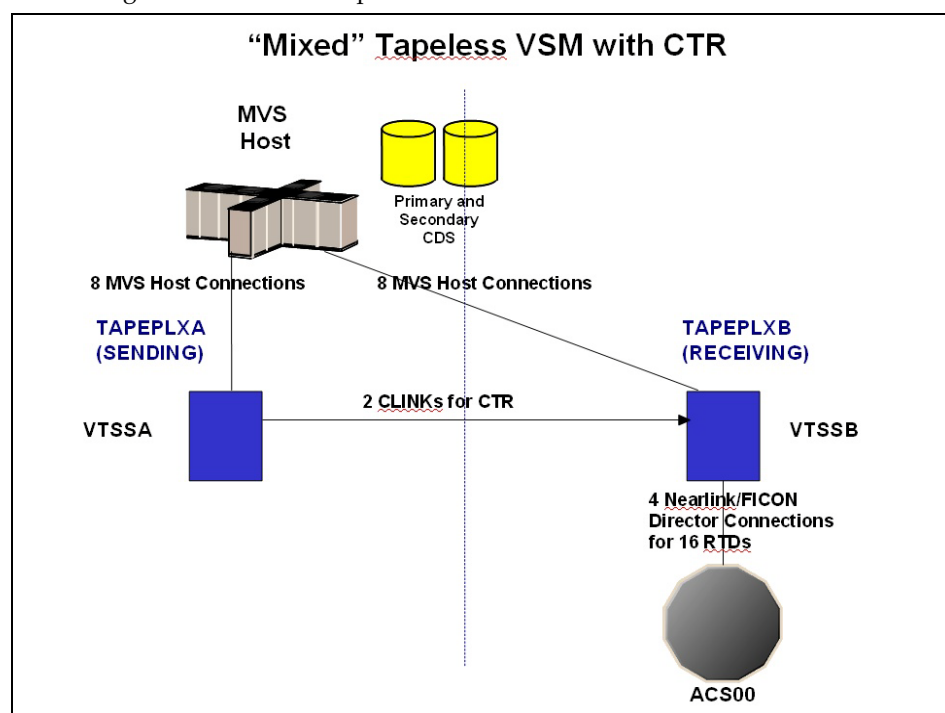 “Mixed” Tapeless VSM with CTR
MVS
Host
Primary and
Secondary
CDS
8 MVS Host Connections
8 MVS Host Connections
TAPEPLXA
(SENDING)
TAPEPLXB
(RECEIVING)
2 CLINKs for CTR
VTSSA
VTSSB
4 Nearlink/FICON
Director Connections
for 16 RTDs
ACS00